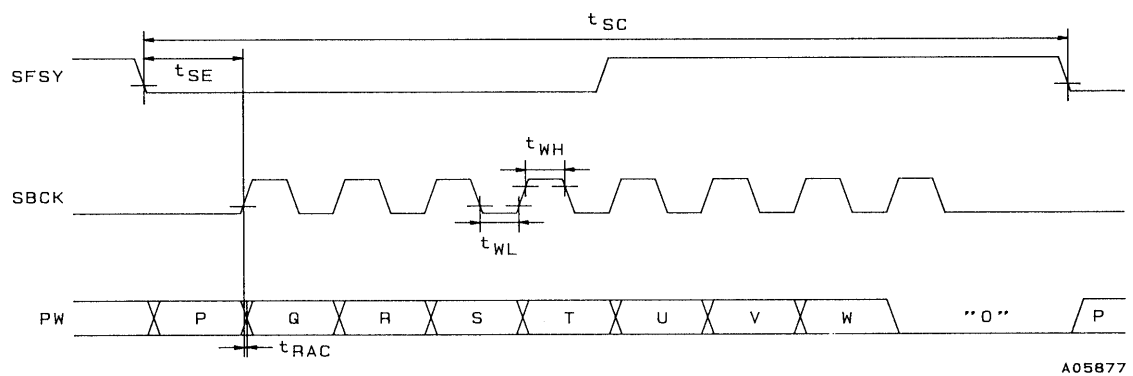 tSC
SFSY
tSE
tWH
SBCK
tWL
PW P Q R S T U V W "0" P
tRAC
A05877